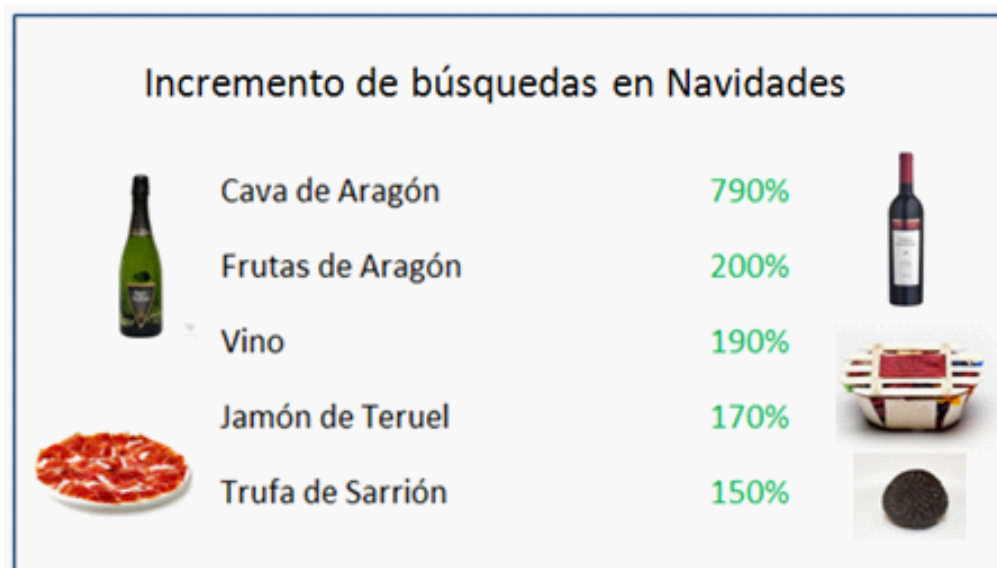 Incremento de búsquedas en Navidades
Cava de Aragón 790%
Frutas de Aragón 200%
Vino 190%
Jamón de Teruel 170%
Trufa de Sarrión 150%